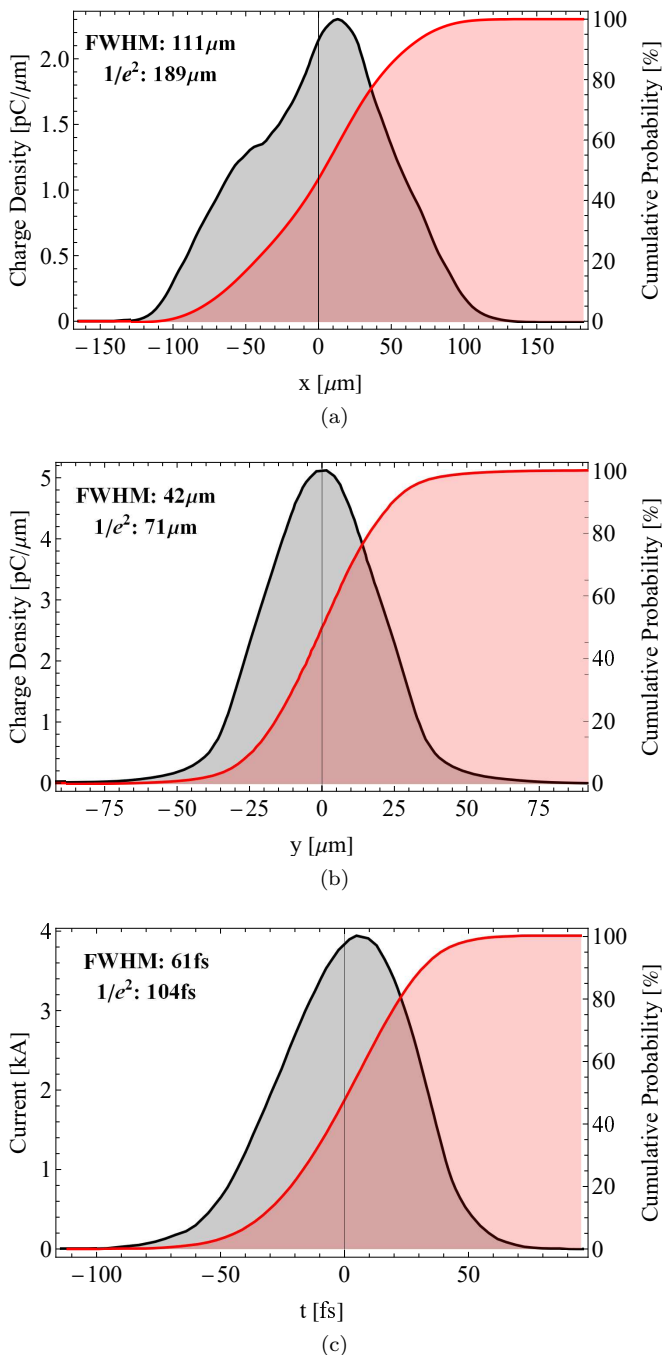 FWHM: 111μm
1/e²: 189μm
Charge Density [pC/μm]
2.0
1.5
1.0
0.5
0
100
80
60
40
20
0
Cumulative Probability [%]
−150 −100 −50 0 50 100 150
x [μm]
(a)
FWHM: 42μm
1/e²: 71μm
Charge Density [pC/μm]
5
4
3
2
1
0
100
80
60
40
20
0
Cumulative Probability [%]
−75 −50 −25 0 25 50 75
y [μm]
(b)
FWHM: 61fs
1/e²: 104fs
Current [kA]
4
3
2
1
0
100
80
60
40
20
0
Cumulative Probability [%]
−100 −50 0 50
t [fs]
(c)